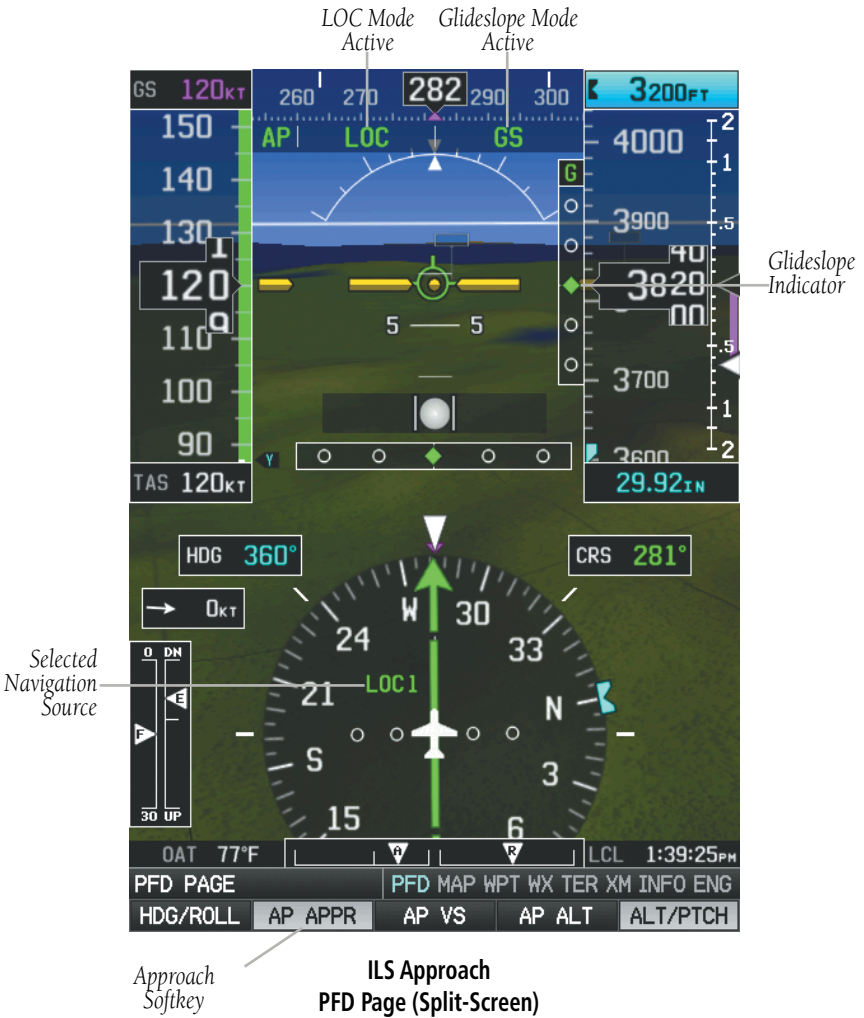 LOC Mode Active
Glideslope Mode Active
GS 120KT
260 270 282 290 300
3200FT
AP LOC GS
150
140
130
1
120
9
110
100
90
TAS 120KT
G
5 5
Y
4000
3900
40
3820
00
3700
3600
2
1
.5
.5
1
2
29.92IN
Glideslope Indicator
HDG 360°
CRS 281°
0KT
W 30
24 33
21 N
S 3
15 6
LOC1
Selected Navigation Source
0 DN
E
F
30 UP
OAT 77°F
A R
LCL 1:39:25PM
PFD PAGE
PFD MAP WPT WX TER XM INFO ENG
HDG/ROLL AP APPR AP VS AP ALT ALT/PTCH
Approach Softkey
ILS Approach
PFD Page (Split-Screen)